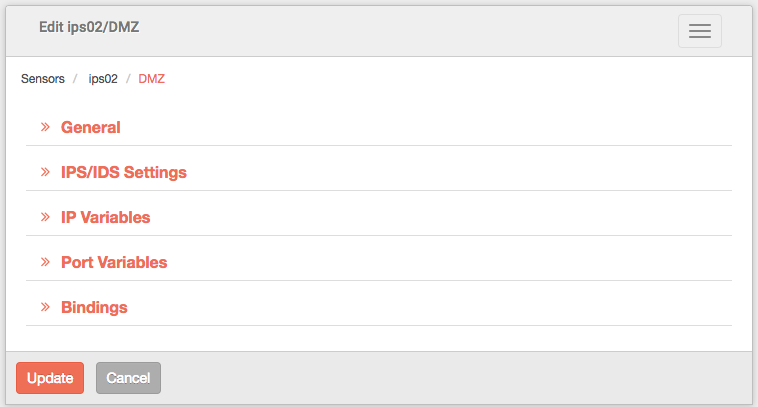 Edit ips02/DMZ
Sensors / ips02 / DMZ
» General
» IPS/IDS Settings
» IP Variables
» Port Variables
» Bindings
Update Cancel